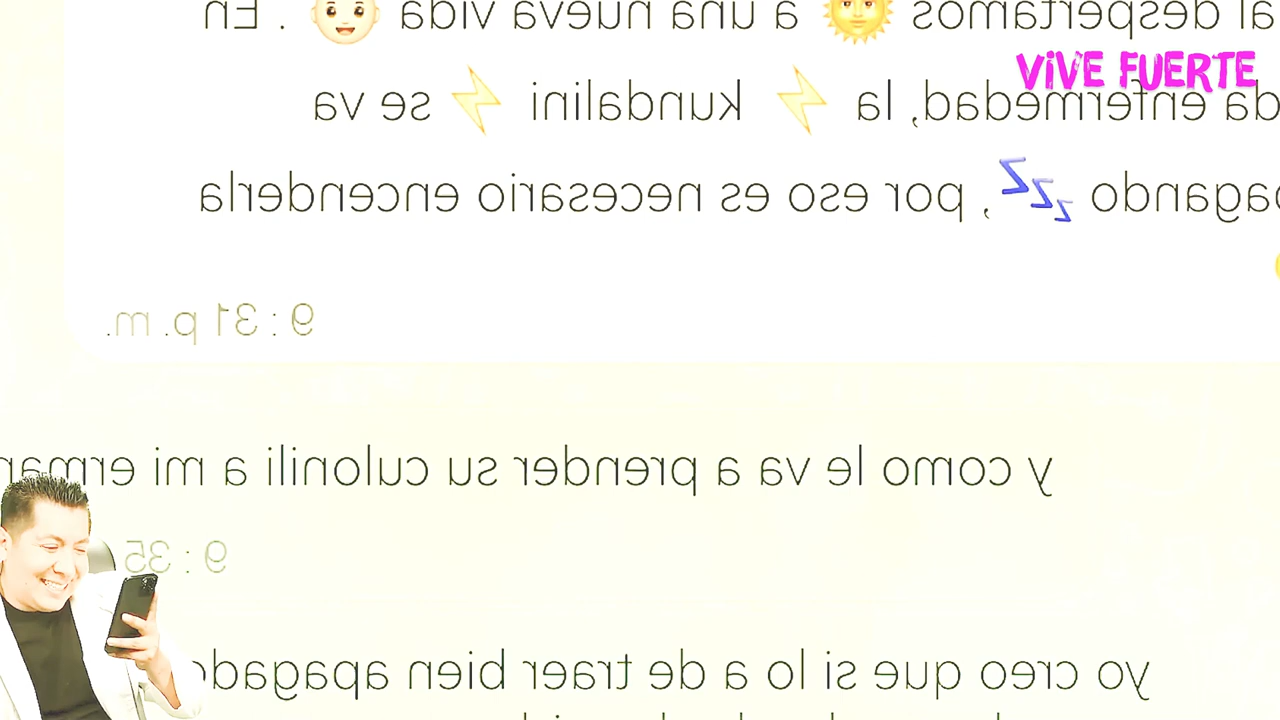 VIVE FUERTE
al despertamos 🌞 a una nueva vida 👶 . En
da enfermedad, la ⚡ kundalini ⚡ se va
pagando 💤, por eso es necesario encenderla
9:31 p.m.
y como le va a prender su culonili a mi erman
9:35
yo creo que si lo a de traer bien apagado